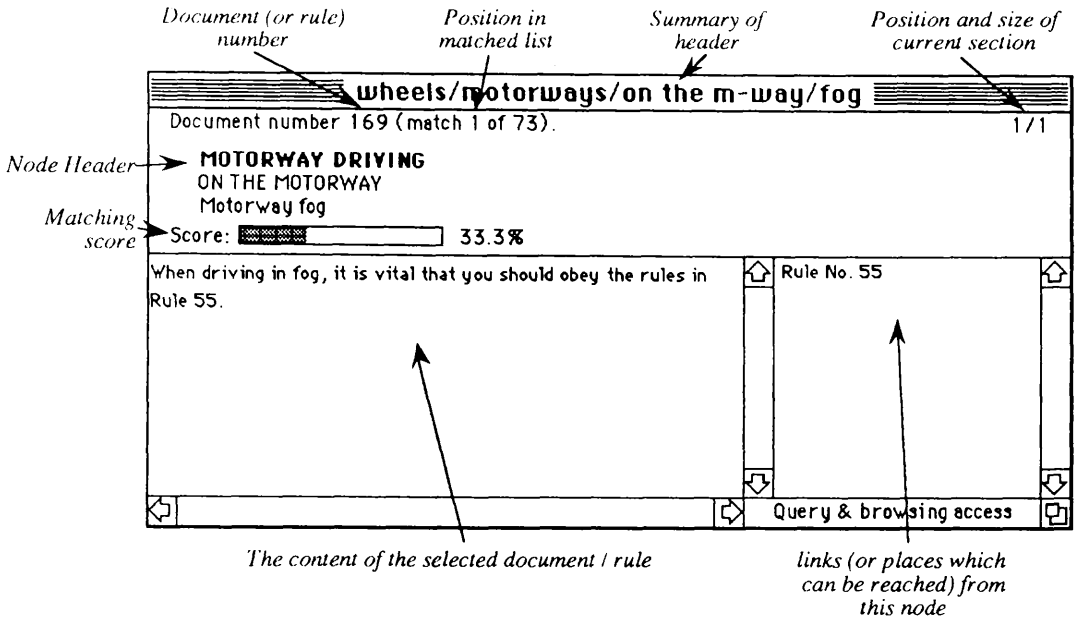 Document (or rule)
number
Position in
matched list
Summary of
header
Position and size of
current section
wheels/motorways/on the m-way/fog
Document number 169 (match 1 of 73).
1/1
Node Header
MOTORWAY DRIVING
ON THE MOTORWAY
Motorway fog
Matching
score
Score: 33.3%
When driving in fog, it is vital that you should obey the rules in
Rule 55.
Rule No. 55
Query & browsing access
The content of the selected document / rule
links (or places which
can be reached) from
this node